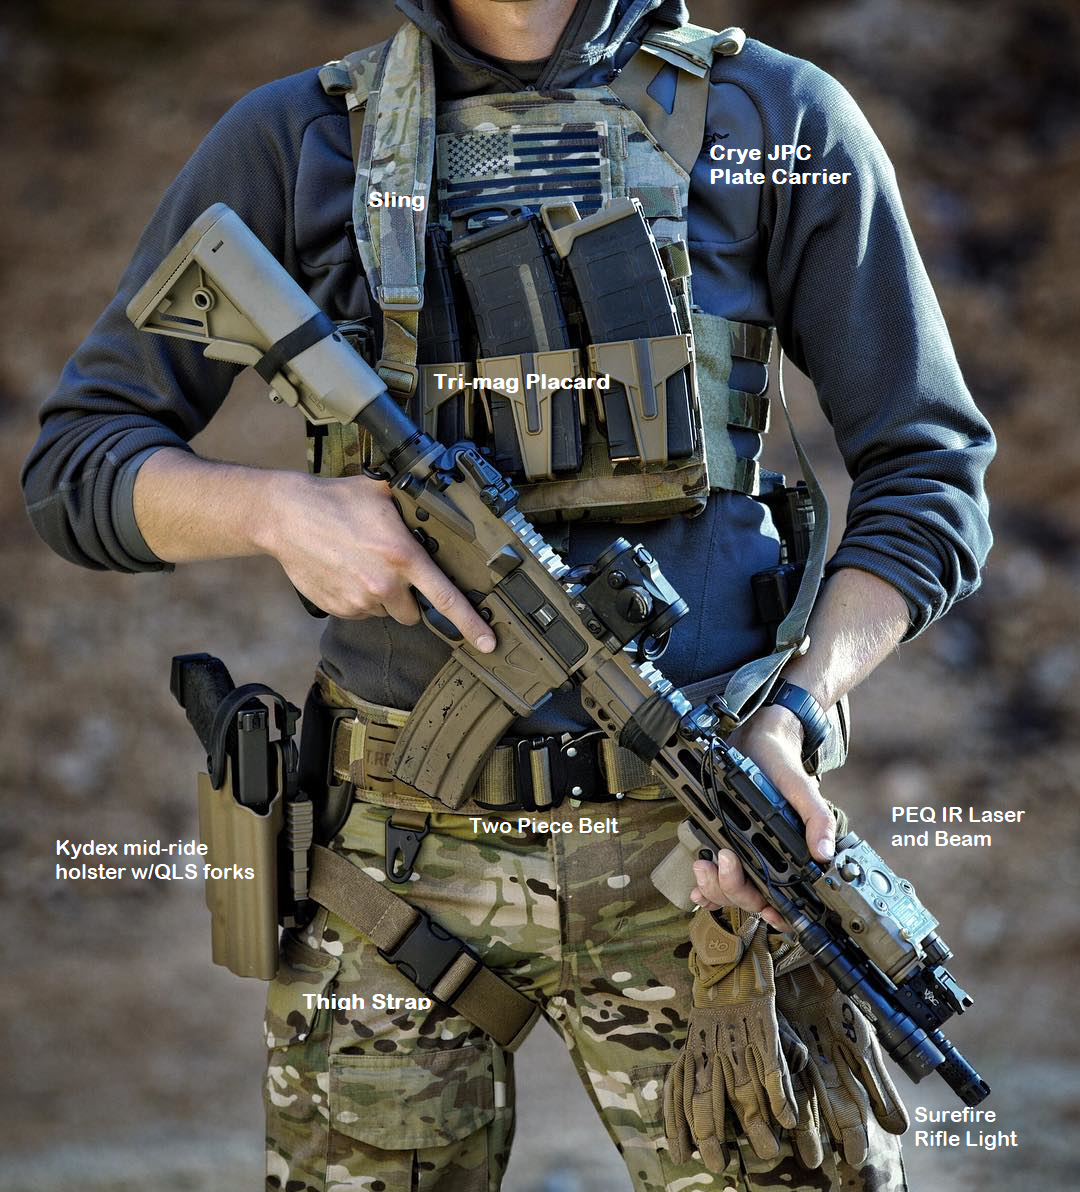 Crye JPC
Plate Carrier
Sling
Tri-mag Placard
Two Piece Belt
PEQ IR Laser
and Beam
Kydex mid-ride
holster w/QLS forks
OR
Thigh Strap
Surefire
Rifle Light